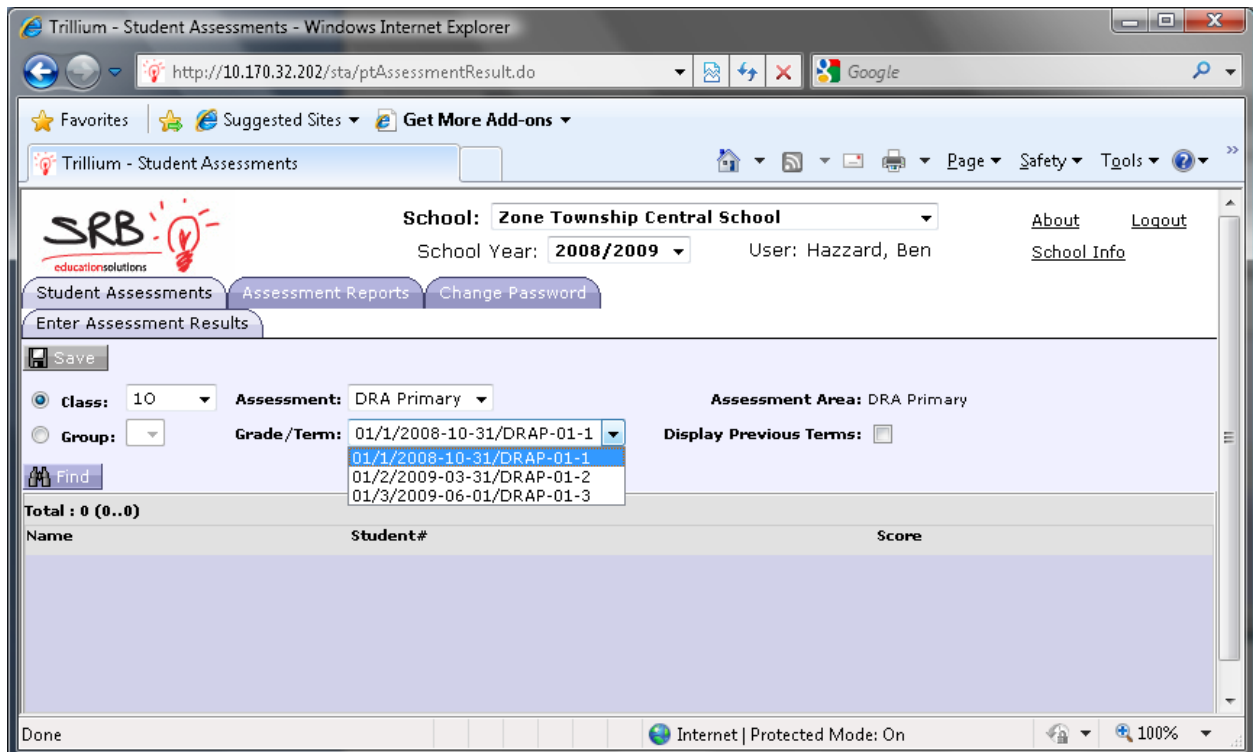 Trillium - Student Assessments - Windows Internet Explorer
http://10.170.32.202/sta/ptAssessmentResult.do Google
Favorites Suggested Sites Get More Add-ons
Trillium - Student Assessments Page Safety Tools
SRB
educationsolutions
School: Zone Township Central School About Logout
School Year: 2008/2009 User: Hazzard, Ben School Info
Student Assessments Assessment Reports Change Password
Enter Assessment Results
Save
Class: 1O Assessment: DRA Primary Assessment Area: DRA Primary
Group: Grade/Term: 01/1/2008-10-31/DRAP-01-1 Display Previous Terms:
01/1/2008-10-31/DRAP-01-1
Find 01/2/2009-03-31/DRAP-01-2
01/3/2009-06-01/DRAP-01-3
Total : 0 (0..0)
Name Student# Score
Done Internet | Protected Mode: On 100%